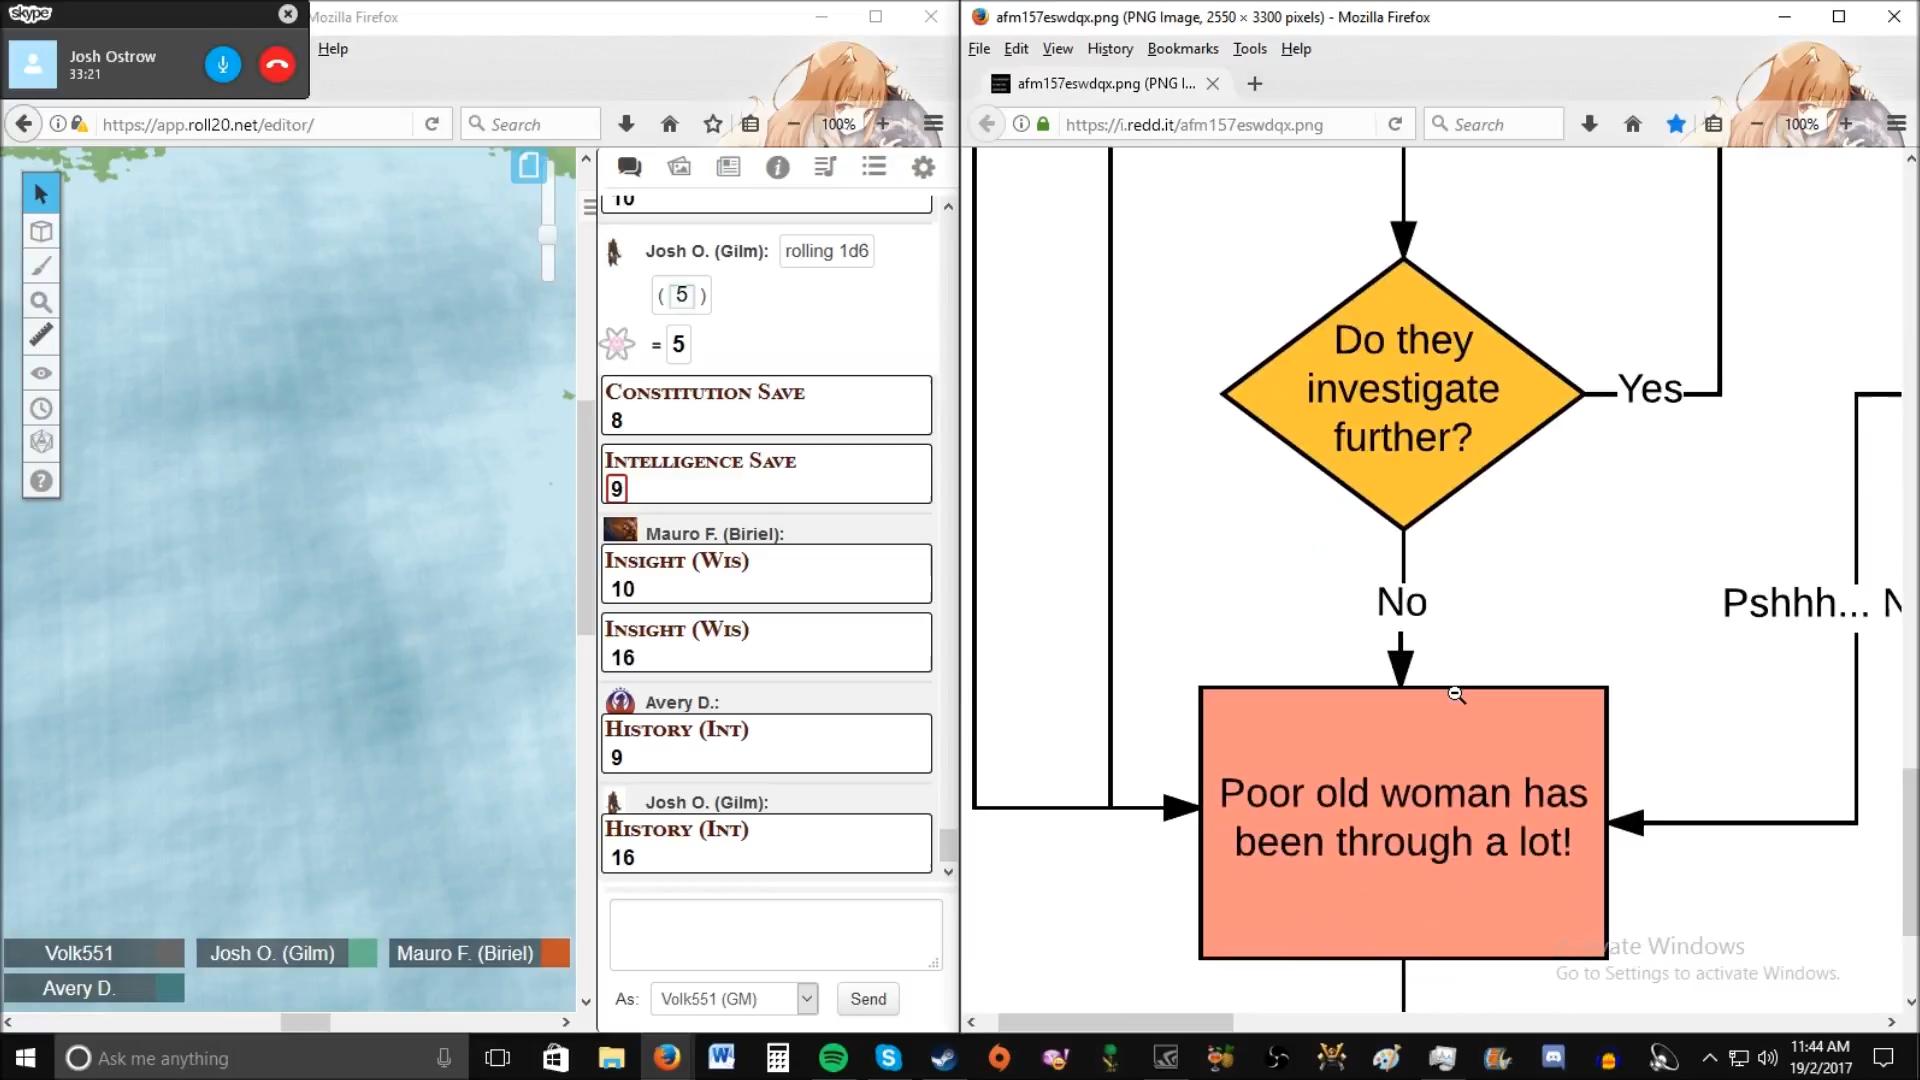 skype
Mozilla Firefox
Josh Ostrow
33:21
Help
https://app.roll20.net/editor/
Search
100%
10
Josh O. (Gilm):
rolling 1d6
( 5 )
= 5
Constitution Save
8
Intelligence Save
9
Mauro F. (Biriel):
Insight (Wis)
10
Insight (Wis)
16
Avery D.:
History (Int)
9
Josh O. (Gilm):
History (Int)
16
As:
Volk551 (GM)
Send
Volk551
Josh O. (Gilm)
Mauro F. (Biriel)
Avery D.
afm157eswdqx.png (PNG Image, 2550 × 3300 pixels) - Mozilla Firefox
File Edit View History Bookmarks Tools Help
afm157eswdqx.png (PNG I...
https://i.redd.it/afm157eswdqx.png
Search
100%
Do they
investigate
further?
Yes
No
Pshhh... N
Poor old woman has
been through a lot!
Activate Windows
Go to Settings to activate Windows.
Ask me anything
11:44 AM
19/2/2017